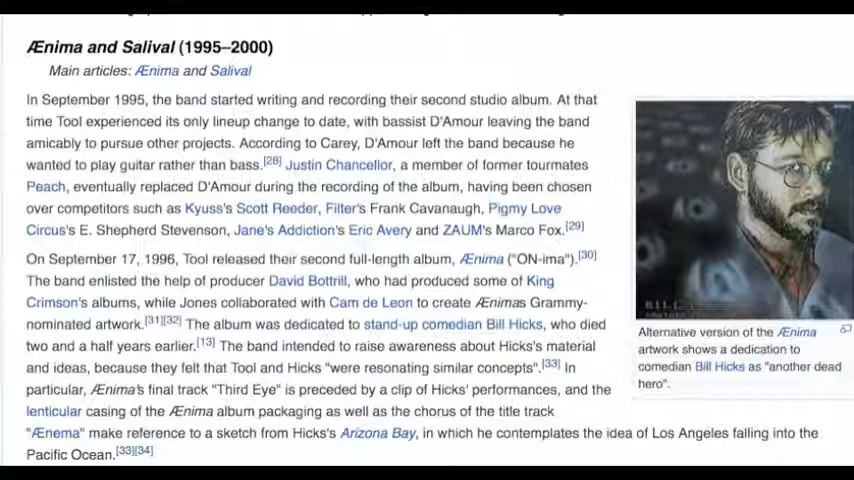 Ænima and Salival (1995–2000)
Main articles: Ænima and Salival
In September 1995, the band started writing and recording their second studio album. At that
time Tool experienced its only lineup change to date, with bassist D'Amour leaving the band
amicably to pursue other projects. According to Carey, D'Amour left the band because he
wanted to play guitar rather than bass.[28] Justin Chancellor, a member of former tourmates
Peach, eventually replaced D'Amour during the recording of the album, having been chosen
over competitors such as Kyuss's Scott Reeder, Filter's Frank Cavanaugh, Pigmy Love
Circus's E. Shepherd Stevenson, Jane's Addiction's Eric Avery and ZAUM's Marco Fox.[29]
On September 17, 1996, Tool released their second full-length album, Ænima ("ON-ima").[30]
The band enlisted the help of producer David Bottrill, who had produced some of King
Crimson's albums, while Jones collaborated with Cam de Leon to create Ænimas Grammy-
nominated artwork.[31][32] The album was dedicated to stand-up comedian Bill Hicks, who died
two and a half years earlier.[13] The band intended to raise awareness about Hicks's material
and ideas, because they felt that Tool and Hicks "were resonating similar concepts".[33] In
particular, Ænima's final track "Third Eye" is preceded by a clip of Hicks' performances, and the
lenticular casing of the Ænima album packaging as well as the chorus of the title track
"Ænema" make reference to a sketch from Hicks's Arizona Bay, in which he contemplates the idea of Los Angeles falling into the
Pacific Ocean.[33][34]
BILL
Alternative version of the Ænima
artwork shows a dedication to
comedian Bill Hicks as "another dead
hero".